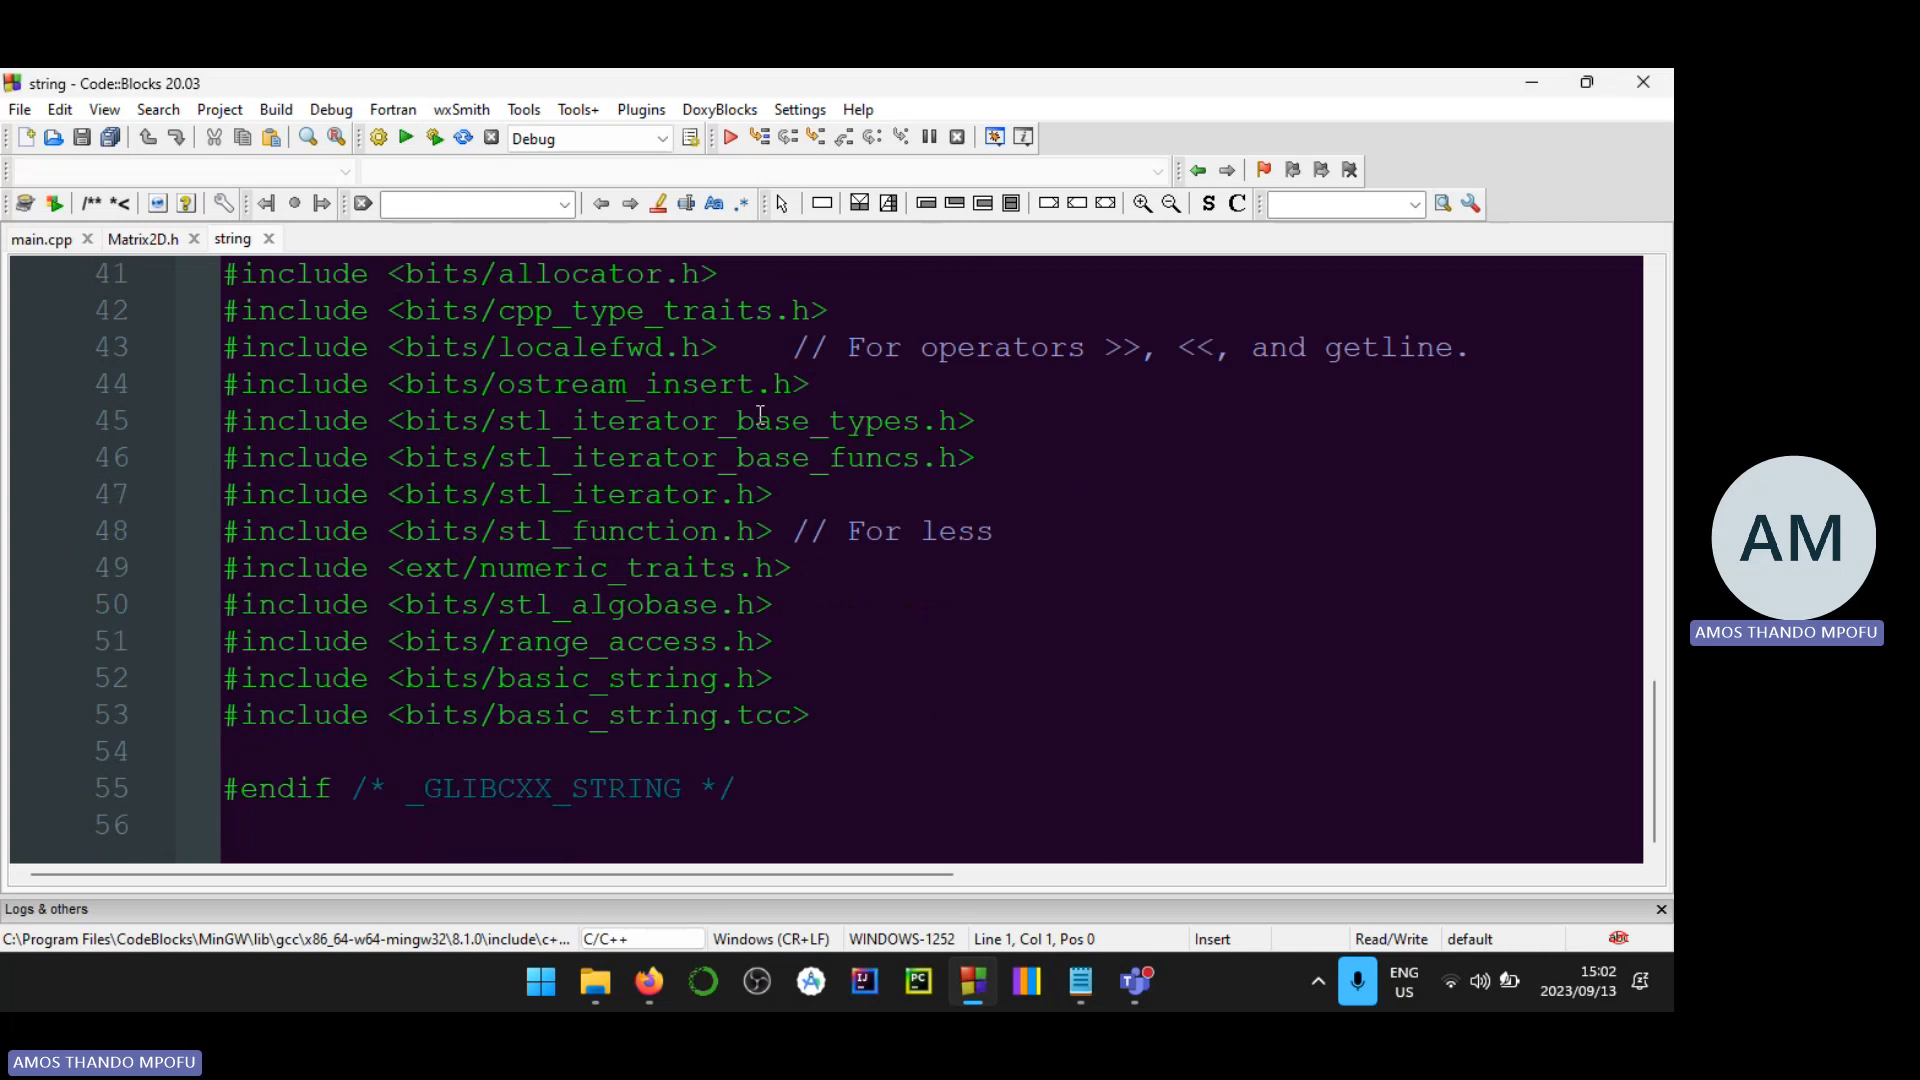 string - Code::Blocks 20.03
File Edit View Search Project Build Debug Fortran wxSmith Tools Tools+ Plugins DoxyBlocks Settings Help
Debug
/** *< Aa .* S C
main.cpp Matrix2D.h string
41 #include <bits/allocator.h>
42 #include <bits/cpp_type_traits.h>
43 #include <bits/localefwd.h> // For operators >>, <<, and getline.
44 #include <bits/ostream_insert.h>
45 #include <bits/stl_iterator_base_types.h>
46 #include <bits/stl_iterator_base_funcs.h>
47 #include <bits/stl_iterator.h>
48 #include <bits/stl_function.h> // For less
49 #include <ext/numeric_traits.h>
50 #include <bits/stl_algobase.h>
51 #include <bits/range_access.h>
52 #include <bits/basic_string.h>
53 #include <bits/basic_string.tcc>
54
55 #endif /* _GLIBCXX_STRING */
56
AM
AMOS THANDO MPOFU
Logs & others
C:\Program Files\CodeBlocks\MinGW\lib\gcc\x86_64-w64-mingw32\8.1.0\include\c+... C/C++ Windows (CR+LF) WINDOWS-1252 Line 1, Col 1, Pos 0 Insert Read/Write default abc
ENG
US
15:02
2023/09/13
AMOS THANDO MPOFU